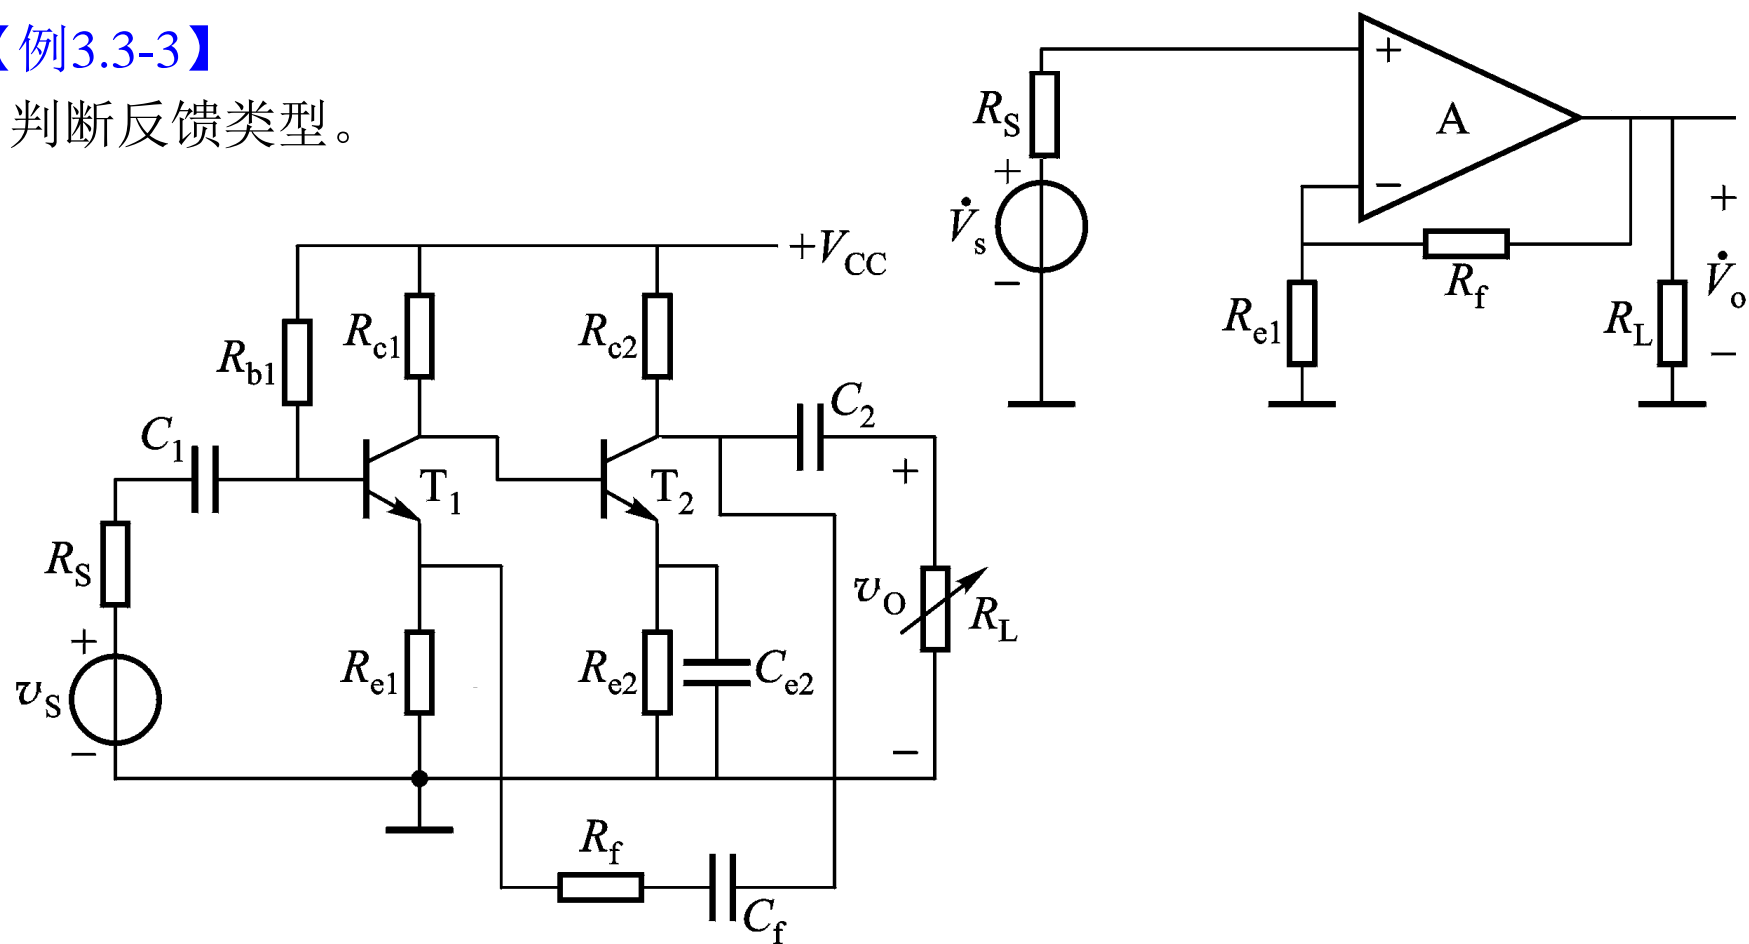 【例3.3-3】
判断反馈类型。
+V_CC
R_b1
R_c1
R_c2
C_1
C_2
T_1
T_2
+
R_S
v_O
R_L
+
v_S
−
R_e1
R_e2
C_e2
−
R_f
C_f
+
A
−
R_S
+
V̇_s
−
R_f
R_e1
R_L
+
V̇_o
−